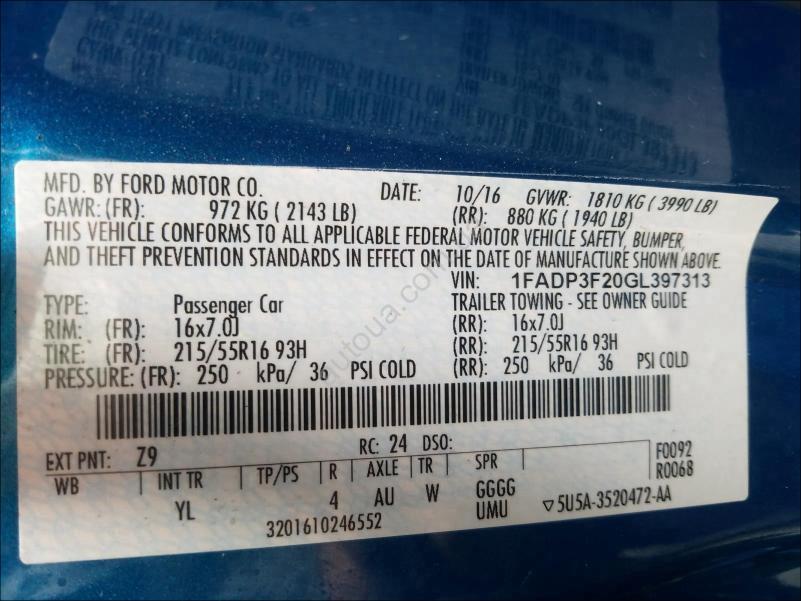 MFD. BY FORD MOTOR CO. DATE: 10/16 GVWR: 1810 KG ( 3990 LB)
GAWR: (FR): 972 KG ( 2143 LB) (RR): 880 KG ( 1940 LB)
THIS VEHICLE CONFORMS TO ALL APPLICABLE FEDERAL MOTOR VEHICLE SAFETY, BUMPER,
AND THEFT PREVENTION STANDARDS IN EFFECT ON THE DATE OF MANUFACTURE SHOWN ABOVE.
VIN: 1FADP3F20GL397313
TYPE: Passenger Car TRAILER TOWING - SEE OWNER GUIDE
RIM: (FR): 16x7.0J (RR): 16x7.0J
TIRE: (FR): 215/55R16 93H (RR): 215/55R16 93H
PRESSURE: (FR): 250 kPa/ 36 PSI COLD (RR): 250 kPa/ 36 PSI COLD
EXT PNT: Z9 RC: 24 DSO: F0092
WB INT TR TP/PS R AXLE TR SPR R0068
YL 4 AU W GGGG
UMU ▽5U5A-3520472-AA
3201610246552